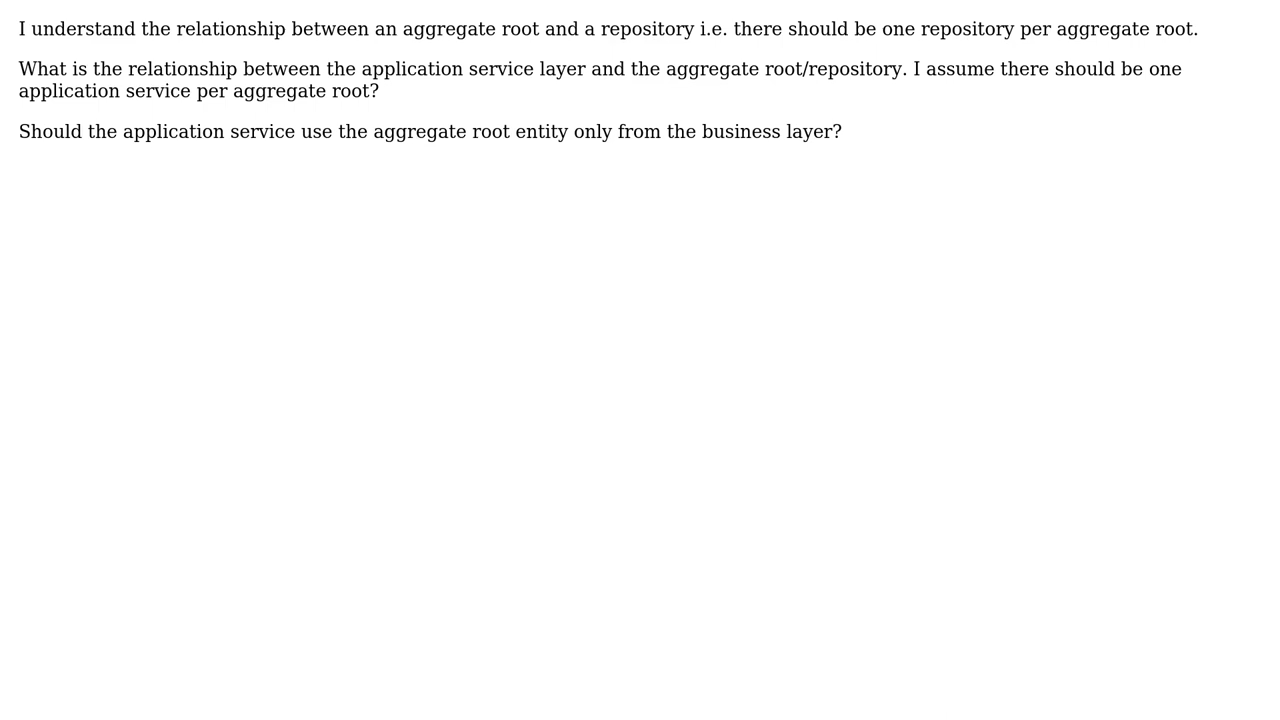 I understand the relationship between an aggregate root and a repository i.e. there should be one repository per aggregate root.
What is the relationship between the application service layer and the aggregate root/repository. I assume there should be one
application service per aggregate root?
Should the application service use the aggregate root entity only from the business layer?